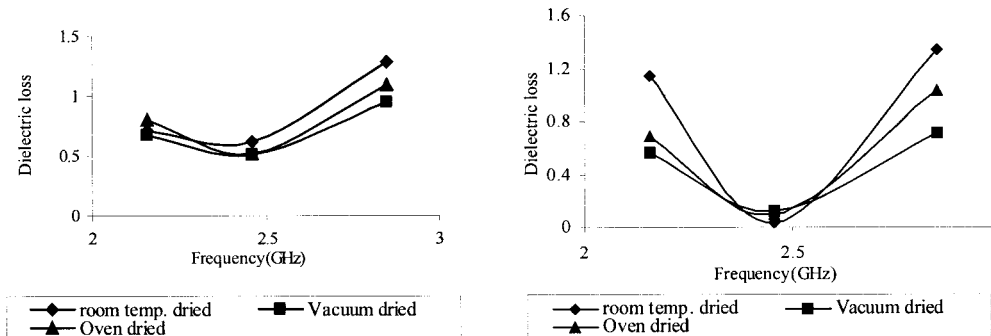 1.5
1
0.5
0
Dielectric loss
2
2.5
3
Frequency(GHz)
room temp. dried
Vacuum dried
Oven dried
1.6
1.2
0.8
0.4
0
Dielectric loss
2
2.5
Frequency(GHz)
room temp. dried
Vacuum dried
Oven dried